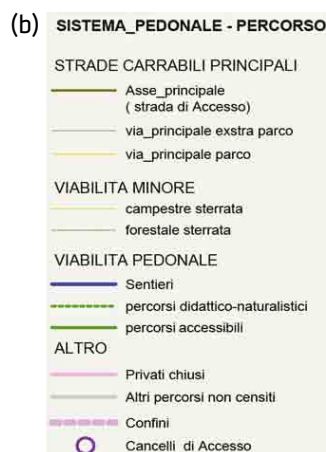 (b) SISTEMA_PEDONALE - PERCORSO
STRADE CARRABILI PRINCIPALI
Asse_principale
( strada di Accesso)
via_principale exstra parco
via_principale parco
VIABILITA MINORE
campestre sterrata
forestale sterrata
VIABILITA PEDONALE
Sentieri
percorsi didattico-naturalistici
percorsi accessibili
ALTRO
Privati chiusi
Altri percorsi non censiti
Confini
Cancelli di Accesso